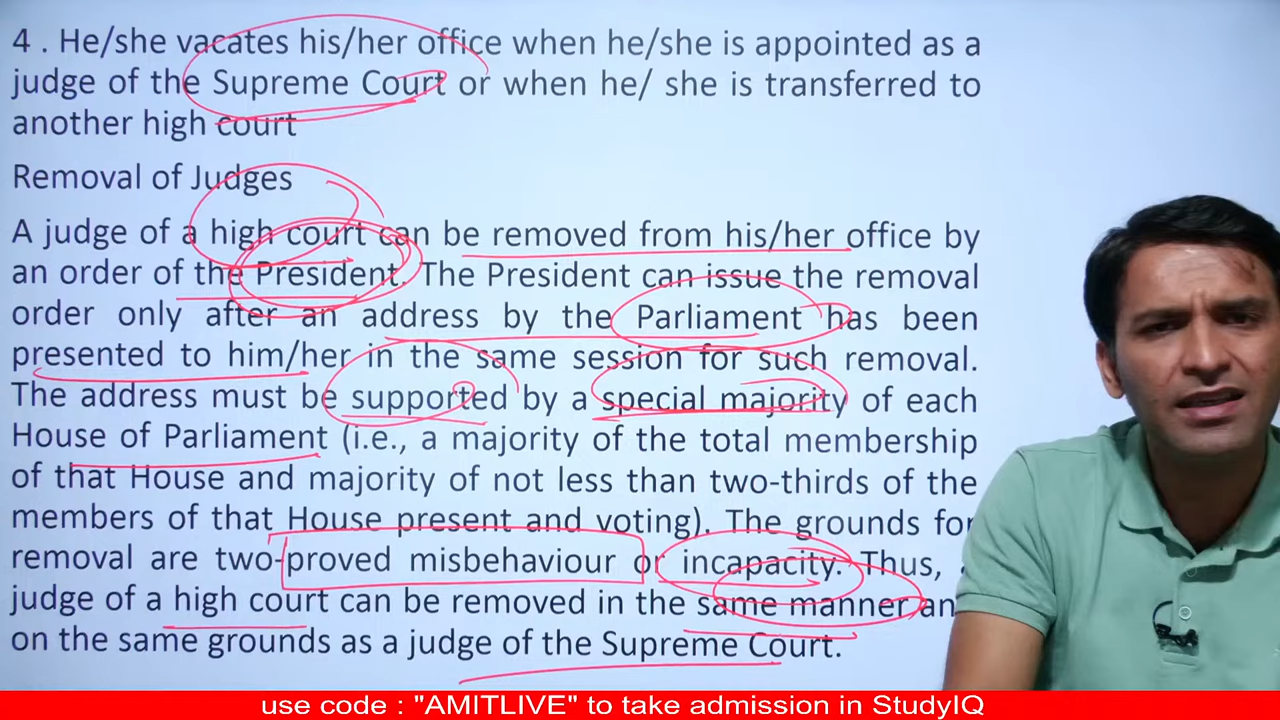 4 . He/she vacates his/her office when he/she is appointed as a
judge of the Supreme Court or when he/ she is transferred to
another high court
Removal of Judges
A judge of a high court can be removed from his/her office by
an order of the President. The President can issue the removal
order only after an address by the Parliament has been
presented to him/her in the same session for such removal.
The address must be supported by a special majority of each
House of Parliament (i.e., a majority of the total membership
of that House and majority of not less than two-thirds of the
members of that House present and voting). The grounds for
removal are two-proved misbehaviour or incapacity. Thus,
judge of a high court can be removed in the same manner an
on the same grounds as a judge of the Supreme Court.
use code : "AMITLIVE" to take admission in StudyIQ